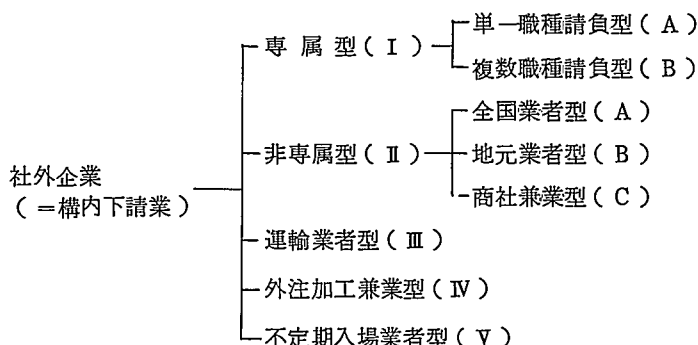 専属型(Ⅰ)
単一職種請負型(A)
複数職種請負型(B)
社外企業
(=構内下請業)
非専属型(Ⅱ)
全国業者型(A)
地元業者型(B)
商社兼業型(C)
運輸業者型(Ⅲ)
外注加工兼業型(Ⅳ)
不定期入場業者型(Ⅴ)